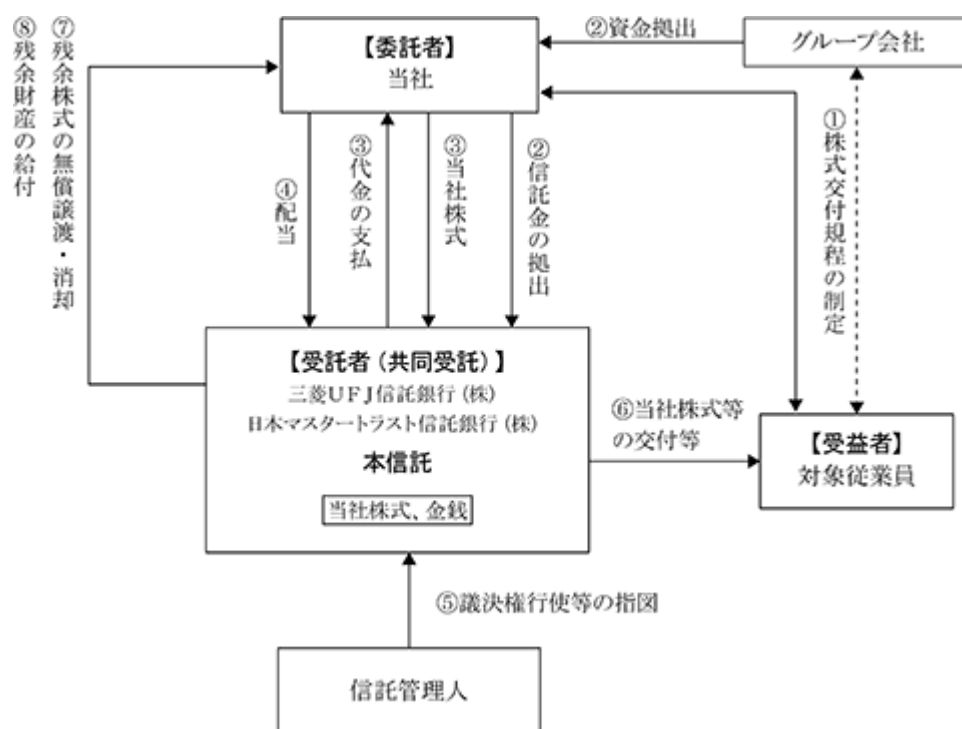 ⑧残余財産の給付
⑦残余株式の無償譲渡・消却
【委託者】
当社
②資金拠出
グループ会社
①株式交付規程の制定
④配当
③代金の支払
③当社株式
②信託金の拠出
【受託者(共同受託)】
三菱UFJ信託銀行(株)
日本マスタートラスト信託銀行(株)
本信託
当社株式、金銭
⑥当社株式等
の交付等
【受益者】
対象従業員
⑤議決権行使等の指図
信託管理人